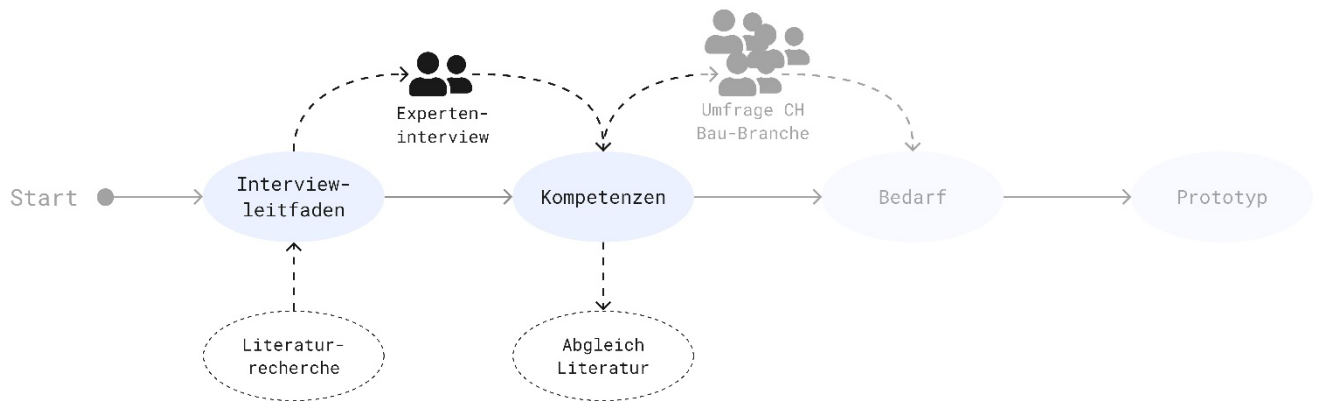 Experten-
interview
Umfrage CH
Bau-Branche
Start
Interview-
leitfaden
Kompetenzen
Bedarf
Prototyp
Literatur-
recherche
Abgleich
Literatur